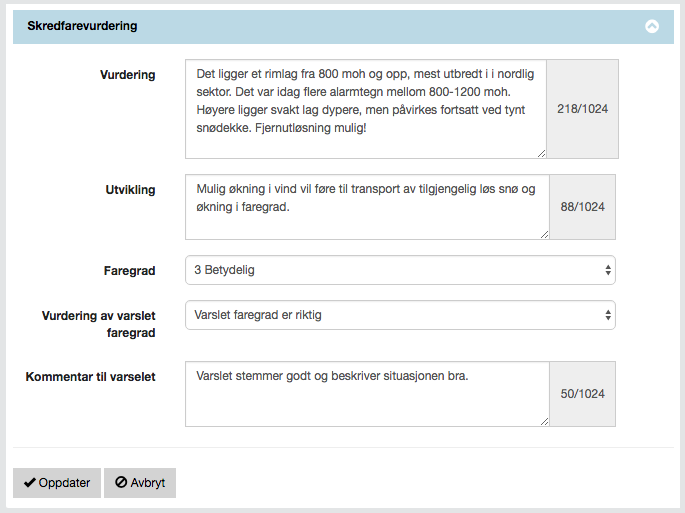 Skredfarevurdering
Vurdering
Det ligger et rimlag fra 800 moh og opp, mest utbredt i i nordlig
sektor. Det var idag flere alarmtegn mellom 800-1200 moh.
Høyere ligger svakt lag dypere, men påvirkes fortsatt ved tynt
snødekke. Fjernutløsning mulig!
218/1024
Utvikling
Mulig økning i vind vil føre til transport av tilgjengelig løs snø og
økning i faregrad.
88/1024
Faregrad
3 Betydelig
Vurdering av varslet
faregrad
Varslet faregrad er riktig
Kommentar til varselet
Varslet stemmer godt og beskriver situasjonen bra.
50/1024
Oppdater
Avbryt